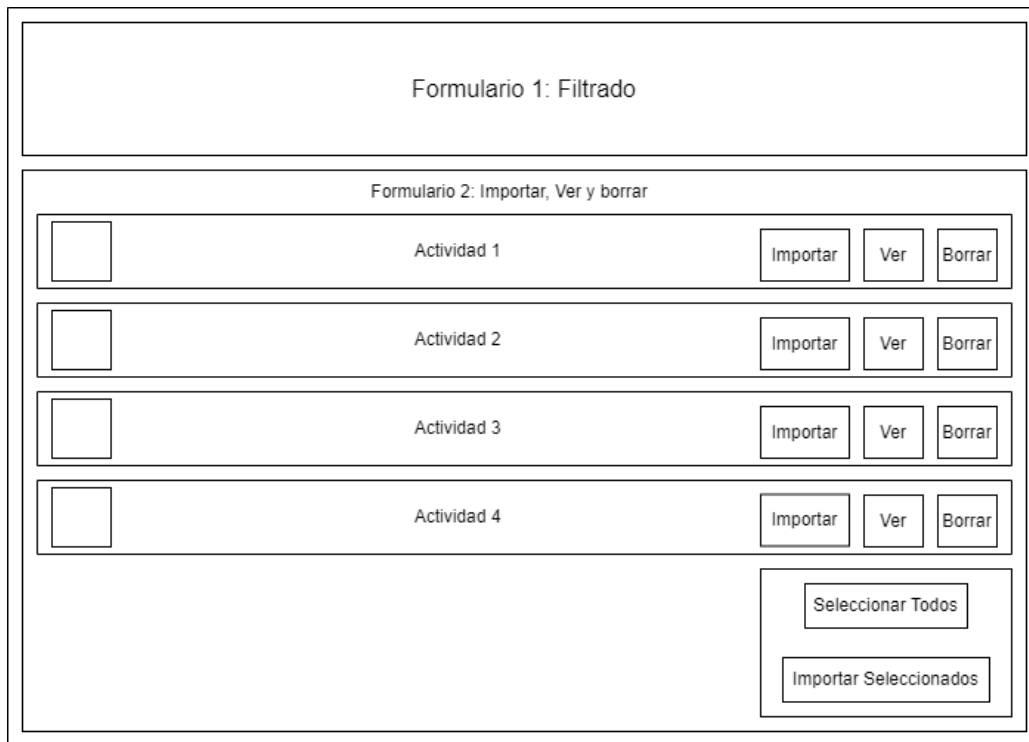 Formulario 1: Filtrado
Formulario 2: Importar, Ver y borrar
Actividad 1 Importar Ver Borrar
Actividad 2 Importar Ver Borrar
Actividad 3 Importar Ver Borrar
Actividad 4 Importar Ver Borrar
Seleccionar Todos
Importar Seleccionados